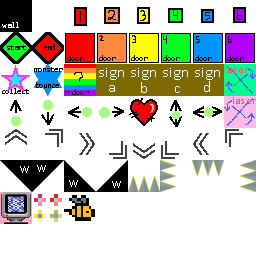 wall 1 2 3 4 5 6
start end 1 door 2 door 3 door 4 door 5 door 6 door
collect monster bounce ? door sign a sign b sign c sign d
laser
w w w w